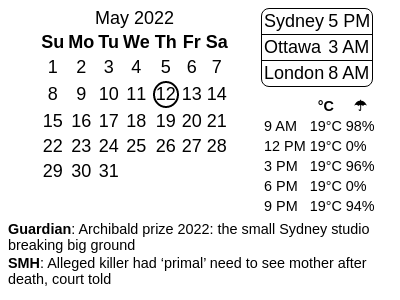 May 2022
Su Mo Tu We Th Fr Sa
1 2 3 4 5 6 7
8 9 10 11 12 13 14
15 16 17 18 19 20 21
22 23 24 25 26 27 28
29 30 31
Sydney 5 PM
Ottawa 3 AM
London 8 AM
°C ☂
9 AM 19°C 98%
12 PM 19°C 0%
3 PM 19°C 96%
6 PM 19°C 0%
9 PM 19°C 94%
Guardian: Archibald prize 2022: the small Sydney studio
breaking big ground
SMH: Alleged killer had ‘primal’ need to see mother after
death, court told